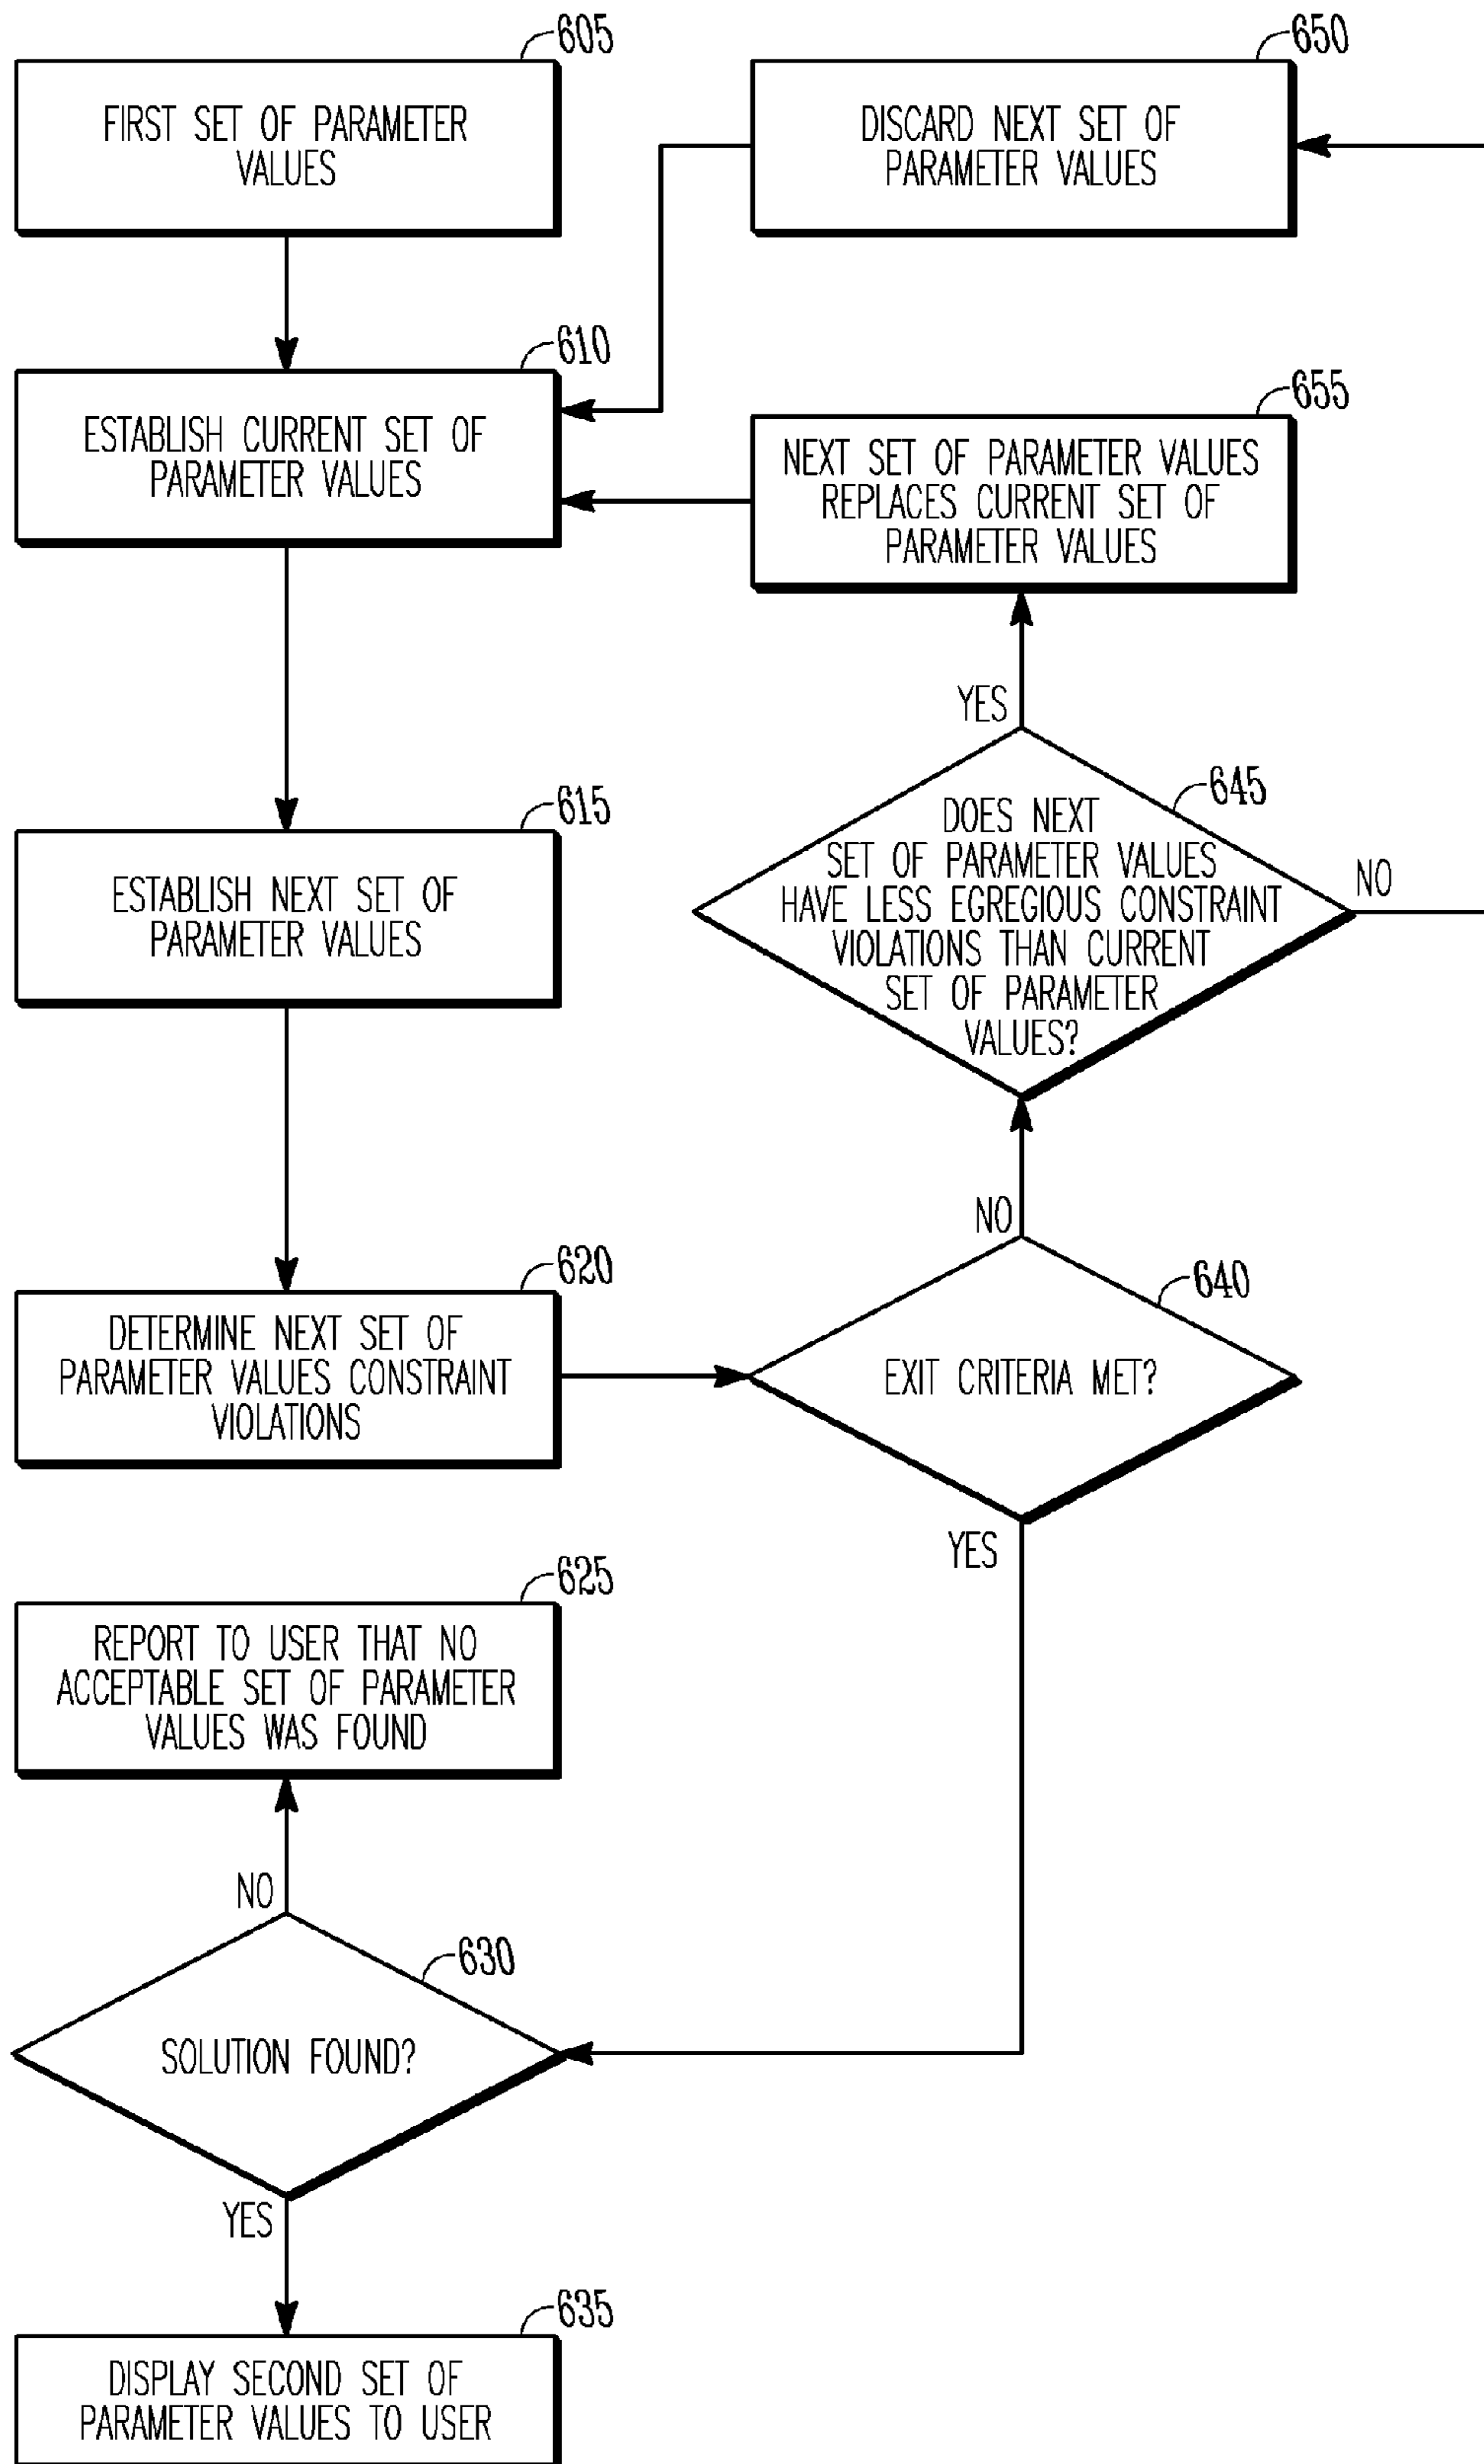 605
FIRST SET OF PARAMETER
VALUES
650
DISCARD NEXT SET OF
PARAMETER VALUES
610
ESTABLISH CURRENT SET OF
PARAMETER VALUES
655
NEXT SET OF PARAMETER VALUES
REPLACES CURRENT SET OF
PARAMETER VALUES
YES
645
DOES NEXT
SET OF PARAMETER VALUES
HAVE LESS EGREGIOUS CONSTRAINT
VIOLATIONS THAN CURRENT
SET OF PARAMETER
VALUES?
NO
615
ESTABLISH NEXT SET OF
PARAMETER VALUES
620
DETERMINE NEXT SET OF
PARAMETER VALUES CONSTRAINT
VIOLATIONS
NO
640
EXIT CRITERIA MET?
YES
625
REPORT TO USER THAT NO
ACCEPTABLE SET OF PARAMETER
VALUES WAS FOUND
NO
630
SOLUTION FOUND?
YES
635
DISPLAY SECOND SET OF
PARAMETER VALUES TO USER